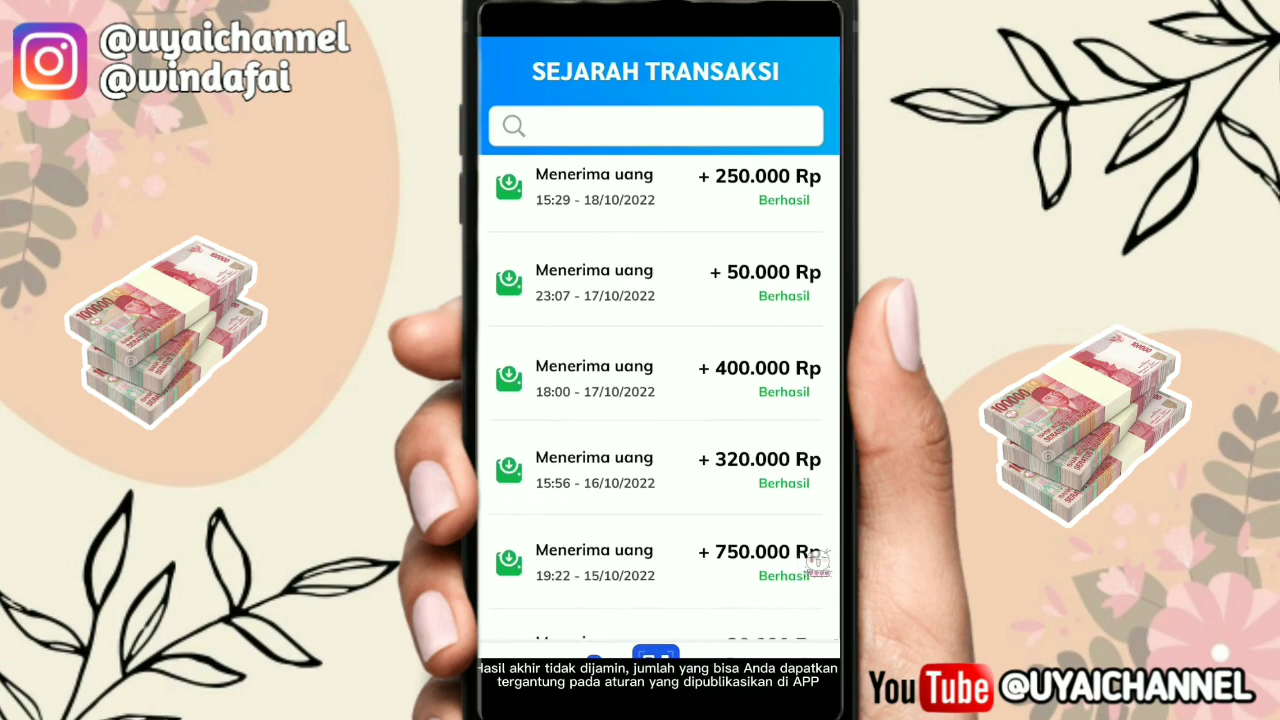 @uyaichannel
@windafai
SEJARAH TRANSAKSI
Menerima uang + 250.000 Rp
15:29 - 18/10/2022 Berhasil
Menerima uang + 50.000 Rp
23:07 - 17/10/2022 Berhasil
Menerima uang + 400.000 Rp
18:00 - 17/10/2022 Berhasil
Menerima uang + 320.000 Rp
15:56 - 16/10/2022 Berhasil
Menerima uang + 750.000 Rp
19:22 - 15/10/2022 Berhasil
Hasil akhir tidak dijamin, jumlah yang bisa Anda dapatkan
tergantung pada aturan yang dipublikasikan di APP
YouTube @UYAICHANNEL
100000
100000
100000
100000